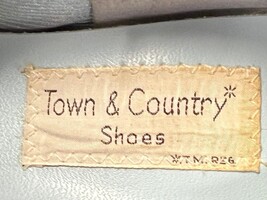 Town & Country*
Shoes
*T.M. REG